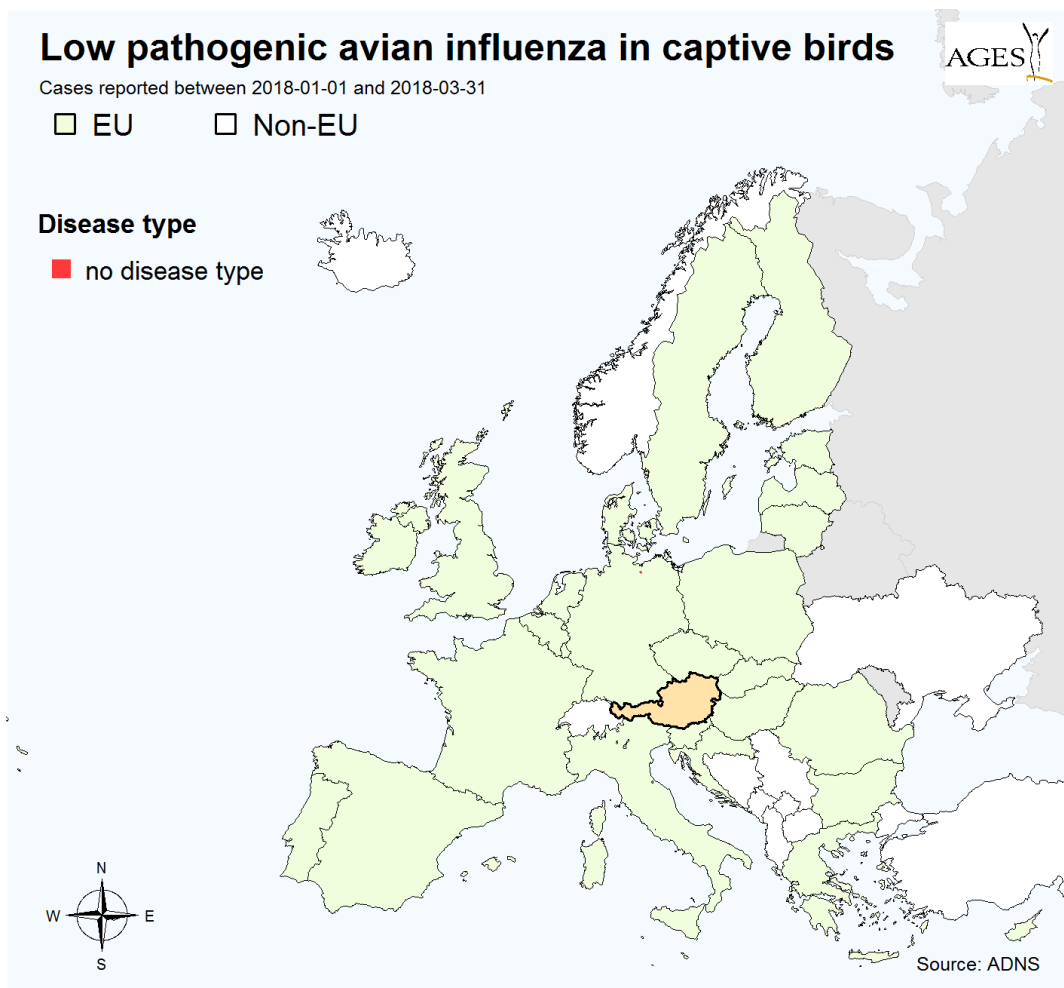 Low pathogenic avian influenza in captive birds
AGES
Cases reported between 2018-01-01 and 2018-03-31
EU Non-EU
Disease type
no disease type
N
W E
S
Source: ADNS